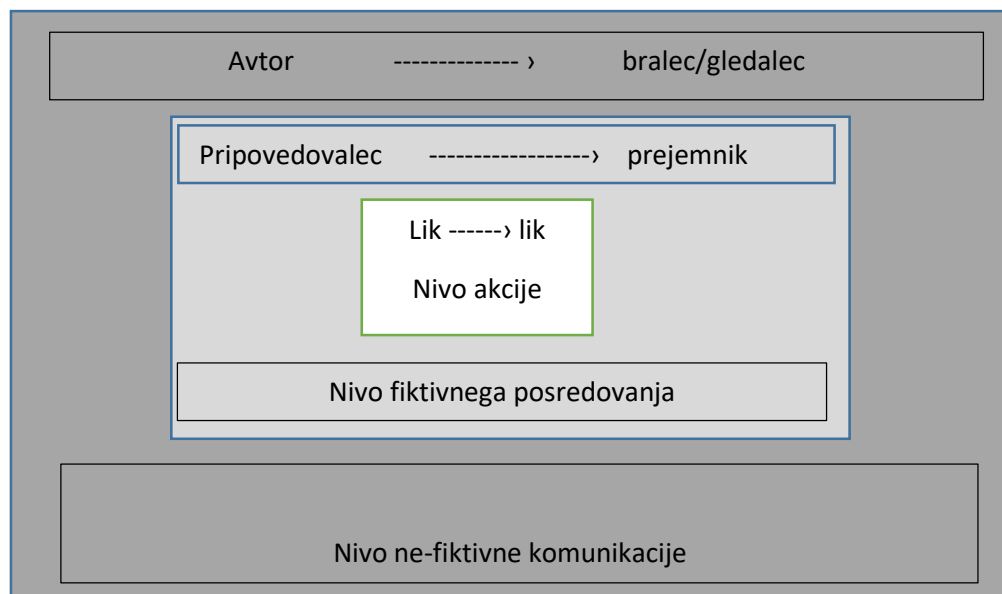 Avtor -------------- › bralec/gledalec
Pripovedovalec ------------------› prejemnik
Lik ------› lik
Nivo akcije
Nivo fiktivnega posredovanja
Nivo ne-fiktivne komunikacije